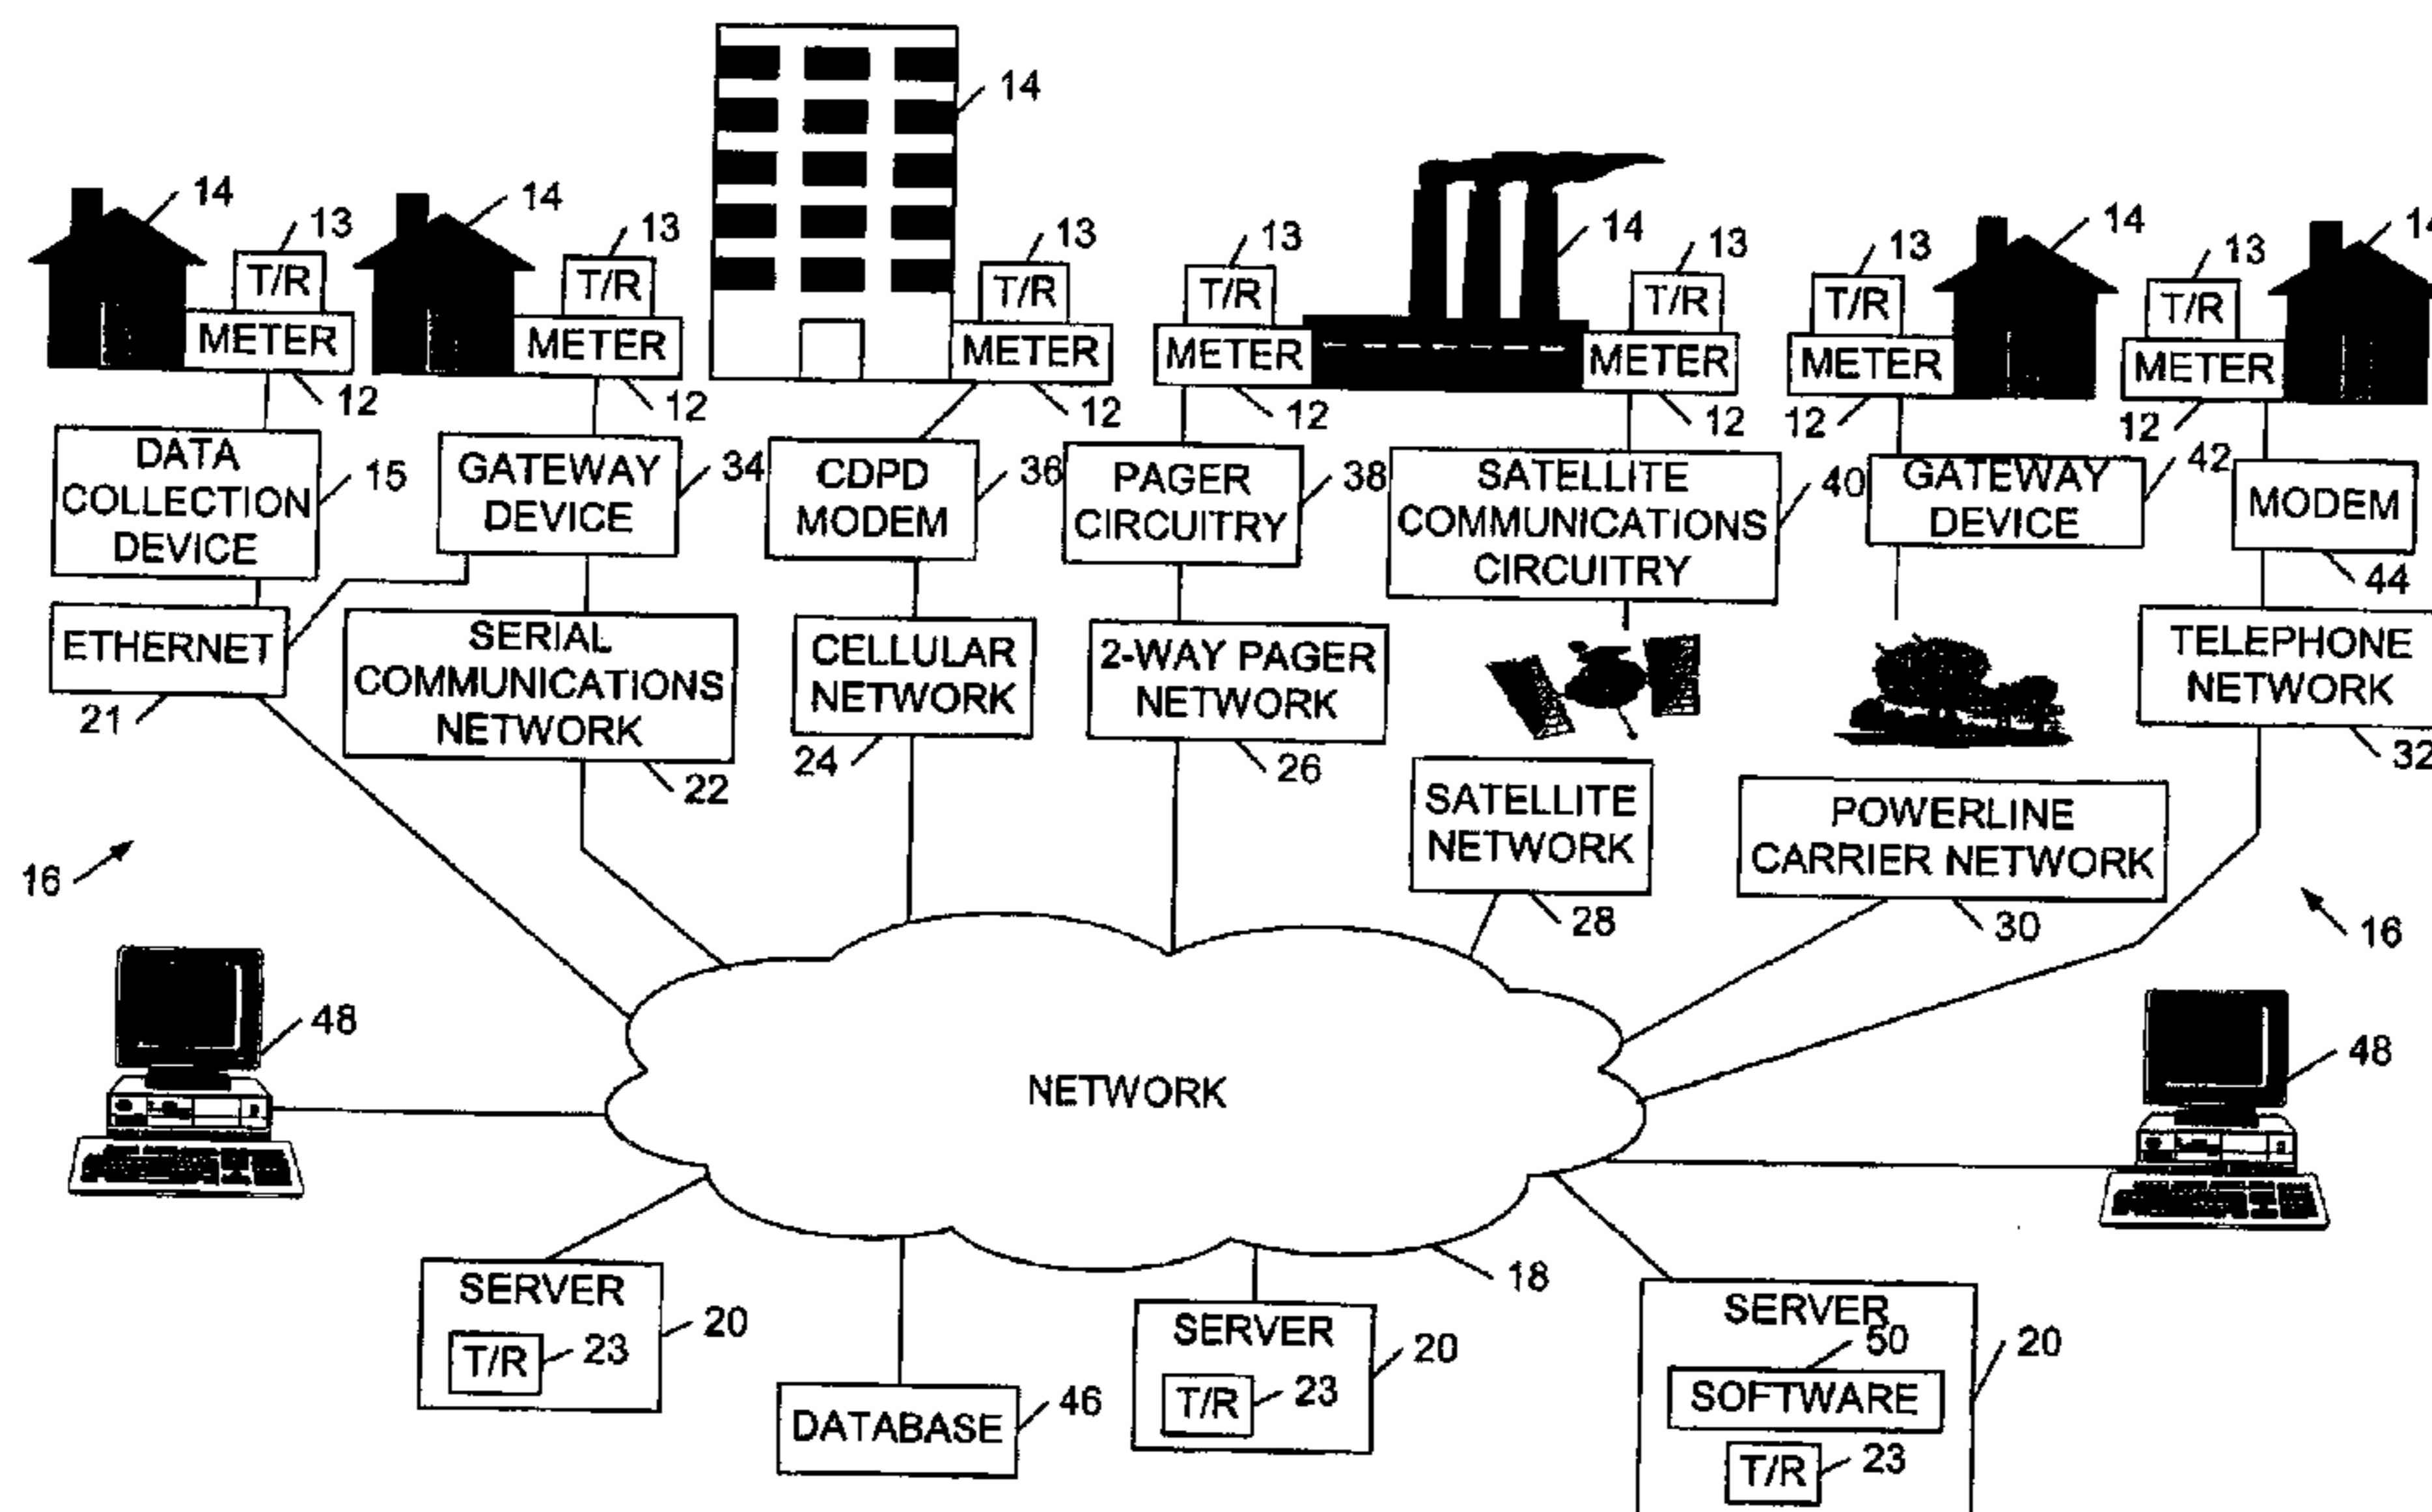 14
14
14
14
14
14
13
13
13
13
13
13
13
T/R
T/R
T/R
T/R
T/R
T/R
T/R
METER
METER
METER
METER
METER
METER
METER
12
12
12
12
12
12
12
DATA
COLLECTION
DEVICE
15
GATEWAY
DEVICE
34
CDPD
MODEM
36
PAGER
CIRCUITRY
38
SATELLITE
COMMUNICATIONS
CIRCUITRY
40
GATEWAY
DEVICE
42
MODEM
44
ETHERNET
21
SERIAL
COMMUNICATIONS
NETWORK
22
CELLULAR
NETWORK
24
2-WAY PAGER
NETWORK
26
SATELLITE
NETWORK
28
POWERLINE
CARRIER NETWORK
30
TELEPHONE
NETWORK
32
16
16
48
NETWORK
48
18
SERVER
T/R
23
20
DATABASE
46
SERVER
T/R
23
20
SERVER
50
SOFTWARE
T/R
23
20